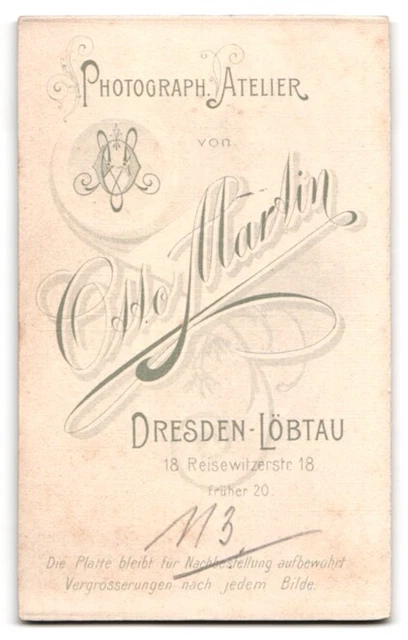 PHOTOGRAPH. ATELIER
von
Otto Martin
DRESDEN-LÖBTAU
18 Reisewitzerstr. 18
früher 20.
113
Die Platte bleibt für Nachbestellung aufbewahrt
Vergrösserungen nach jedem Bilde.